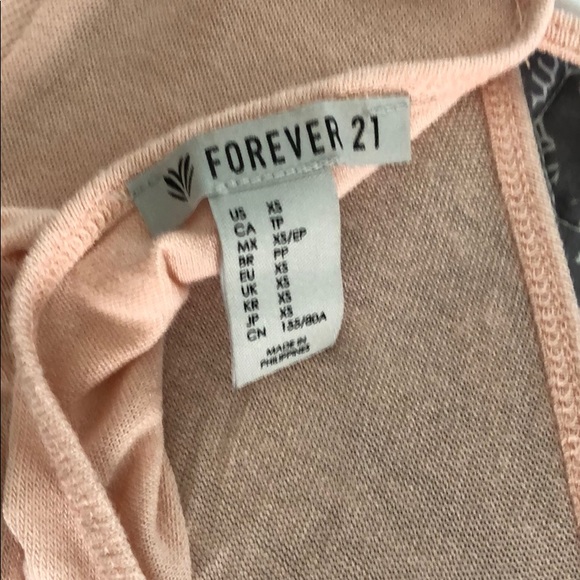 FOREVER 21
US XS
CA TP
MX XS/EP
BR PP
EU XS
UK XS
KR XS
JP XS
CN 155/80A
MADE IN
PHILIPPINES